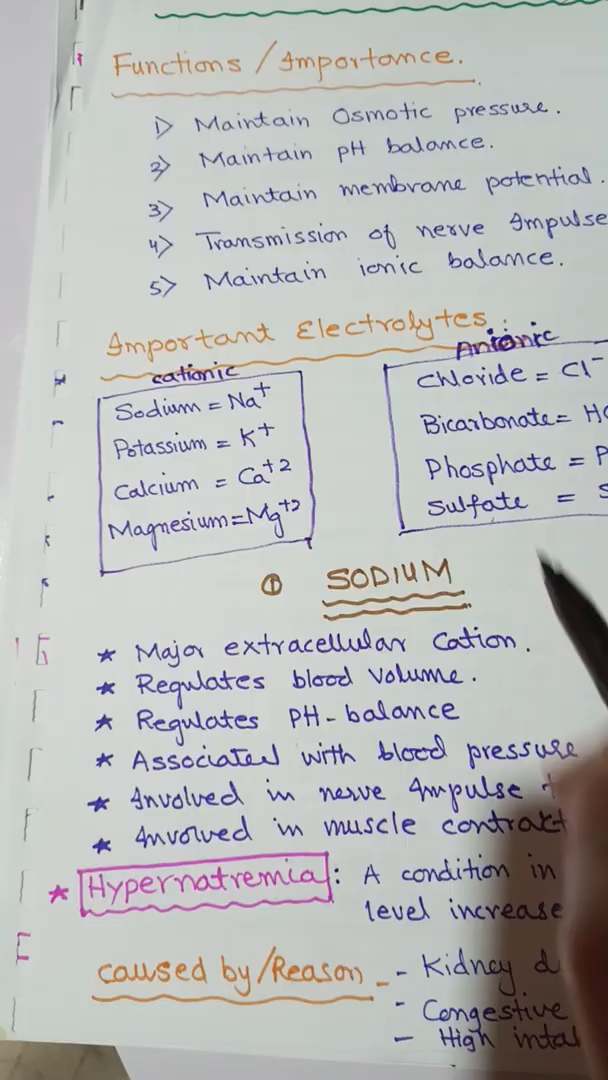 Functions / Importance.
1) Maintain Osmotic pressure.
2) Maintain pH balance.
3) Maintain membrane potential.
4) Transmission of nerve Impulse
5) Maintain ionic balance.
Important Electrolytes:
cationic
Sodium = Na+
Potassium = K+
Calcium = Ca+2
Magnesium = Mg+2
Anionic
Chloride = Cl-
Bicarbonate =
Phosphate = P
Sulfate = S
① SODIUM
* Major extracellular Cation.
* Regulates blood Volume.
* Regulates PH-balance
* Associated with blood pressure
* Involved in nerve Impulse
* Involved in muscle contract
* Hypernatremia : A condition in
level increase
caused by/Reason - - Kidney d
- Congestive
- High